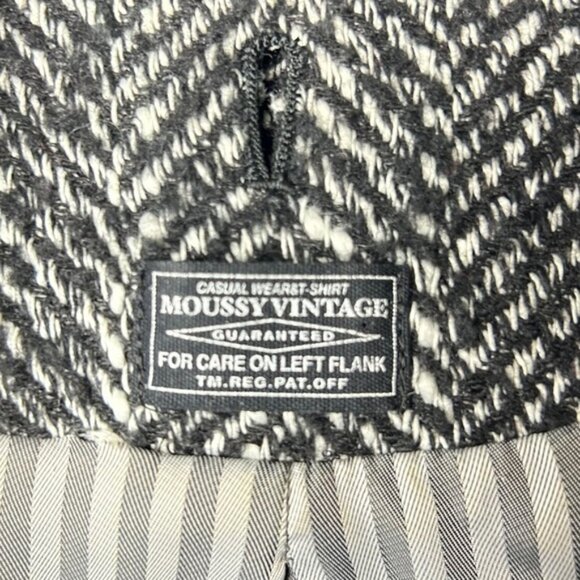 CASUAL WEAR&T-SHIRT
MOUSSY VINTAGE
GUARANTEED
FOR CARE ON LEFT FLANK
TM.REG.PAT.OFF